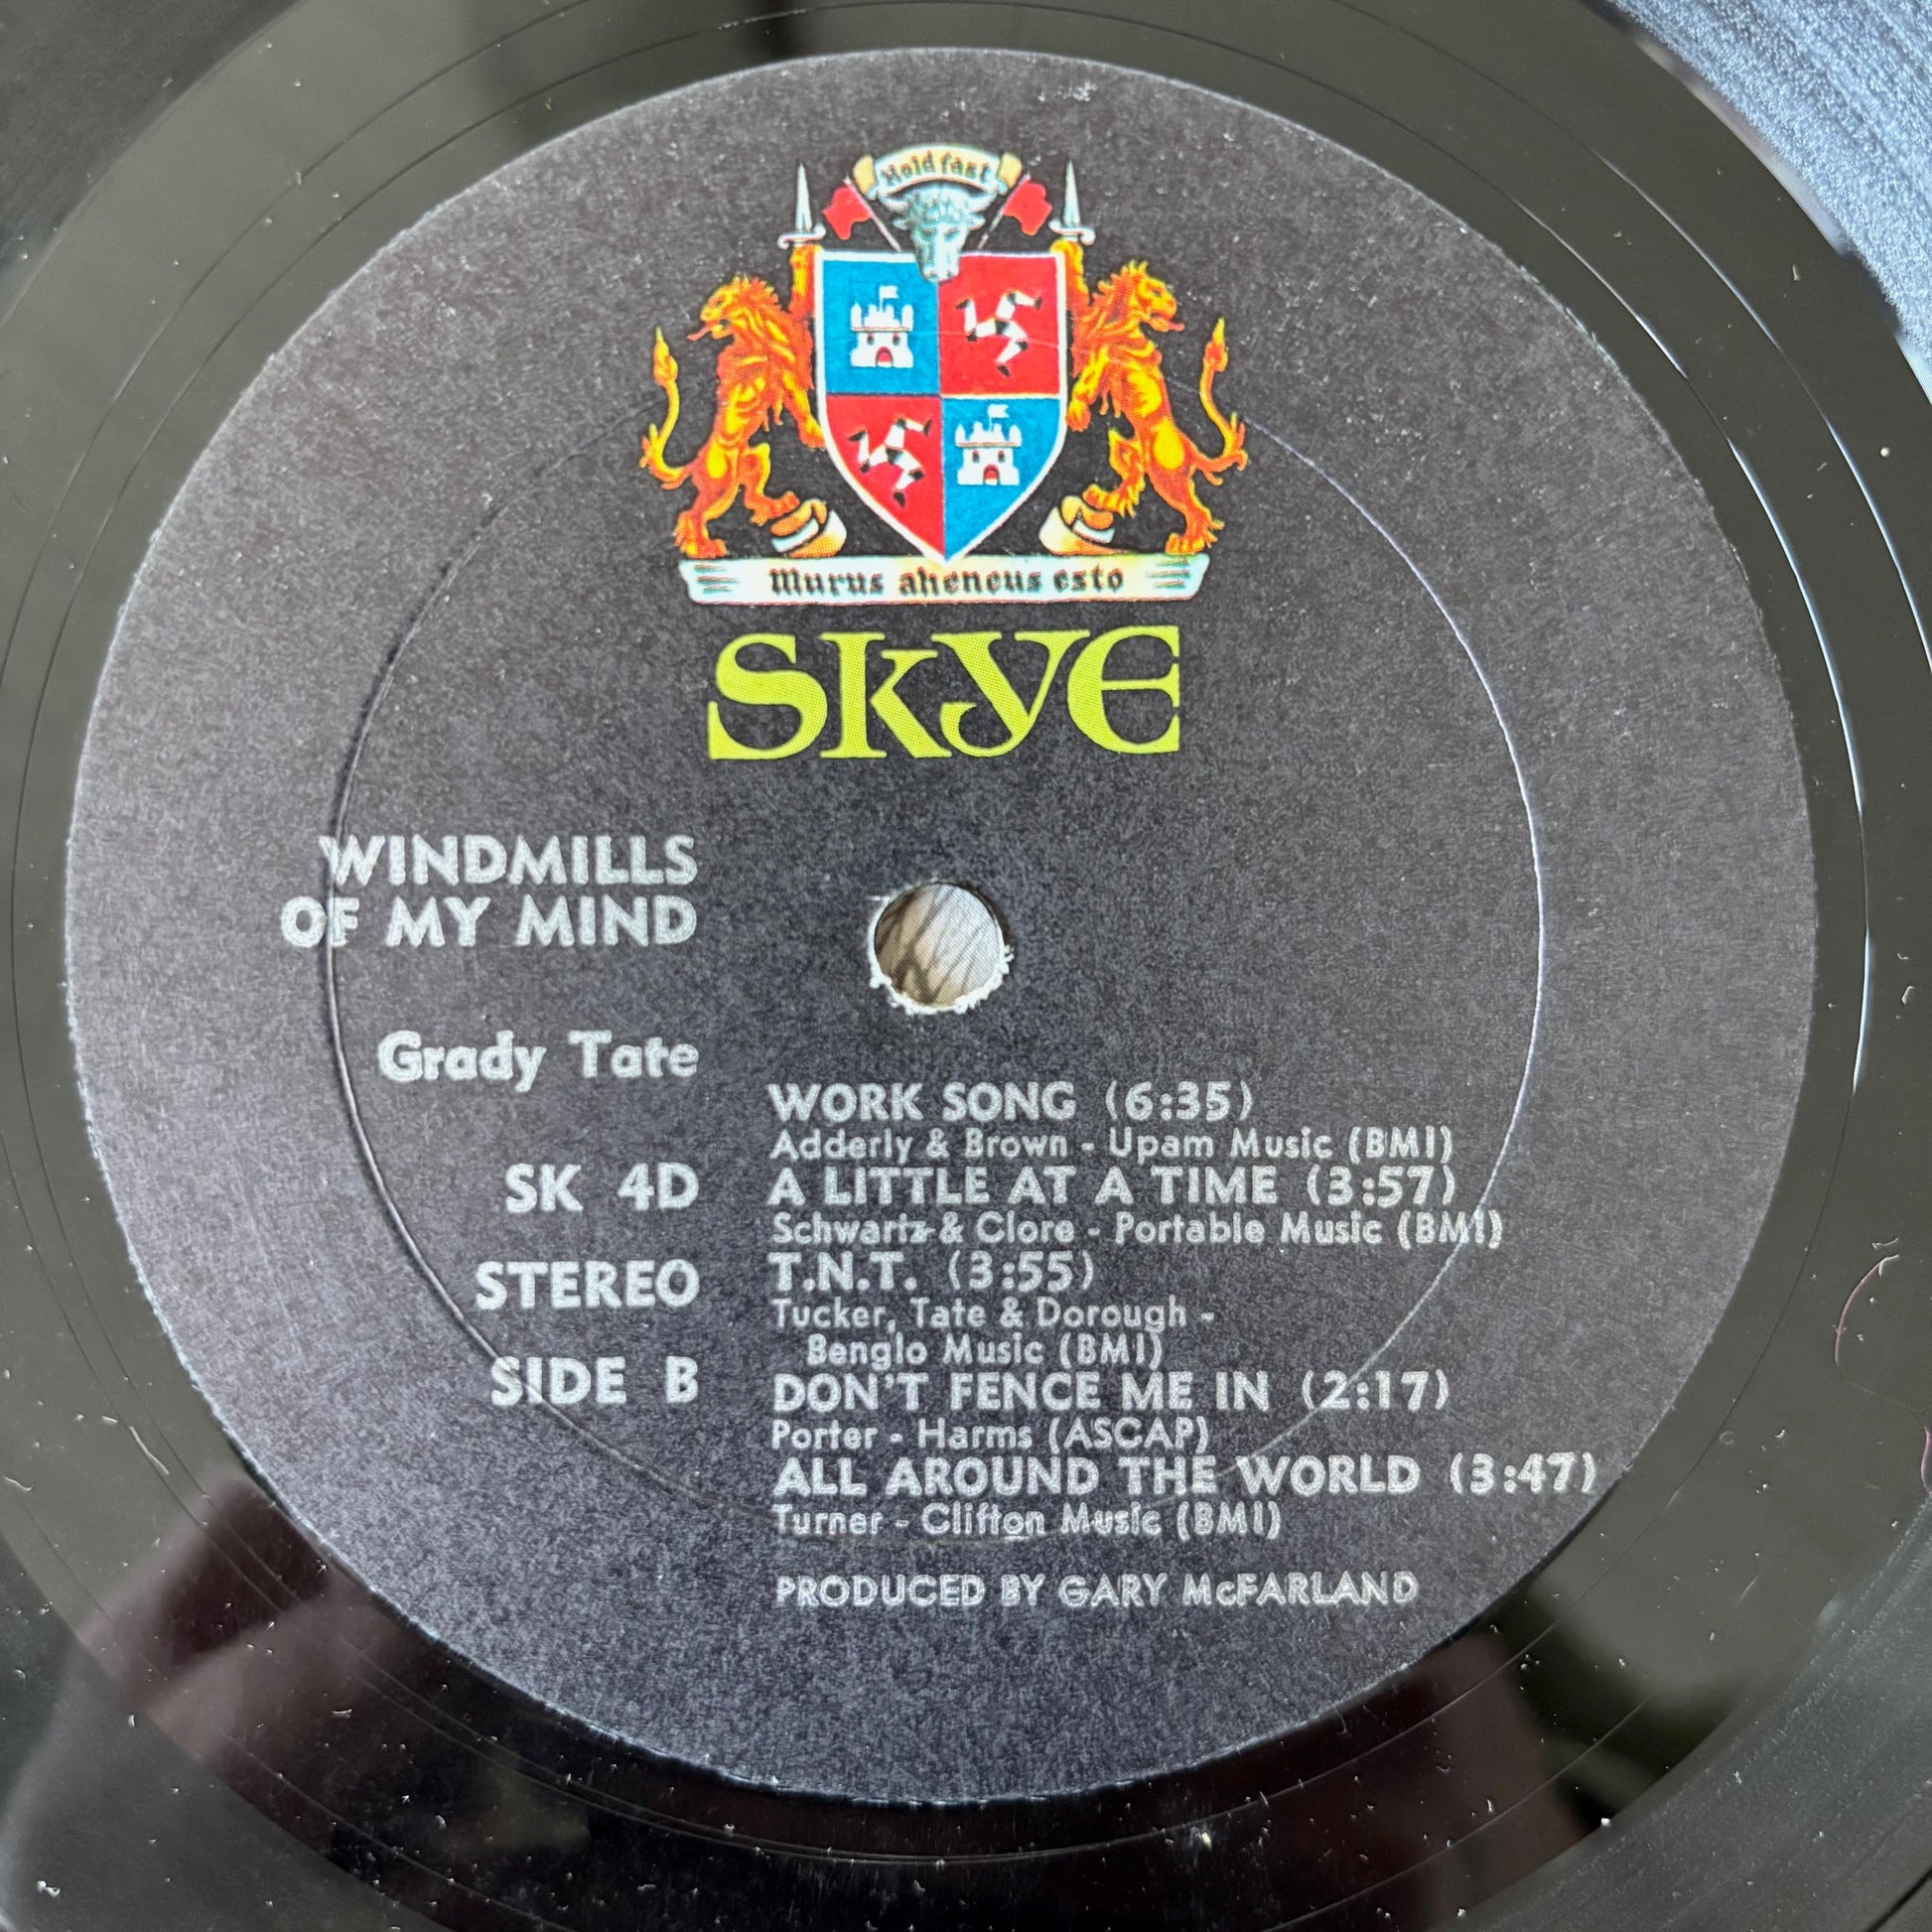 Hold fast
Murus aheneus esto
SKYE
WINDMILLS
OF MY MIND
Grady Tate
SK 4D
STEREO
SIDE B
WORK SONG (6:35)
Adderly & Brown - Upam Music (BMI)
A LITTLE AT A TIME (3:57)
Schwartz & Clore - Portable Music (BMI)
T.N.T. (3:55)
Tucker, Tate & Dorough -
Benglo Music (BMI)
DON'T FENCE ME IN (2:17)
Porter - Harms (ASCAP)
ALL AROUND THE WORLD (3:47)
Turner - Clifton Music (BMI)
PRODUCED BY GARY McFARLAND